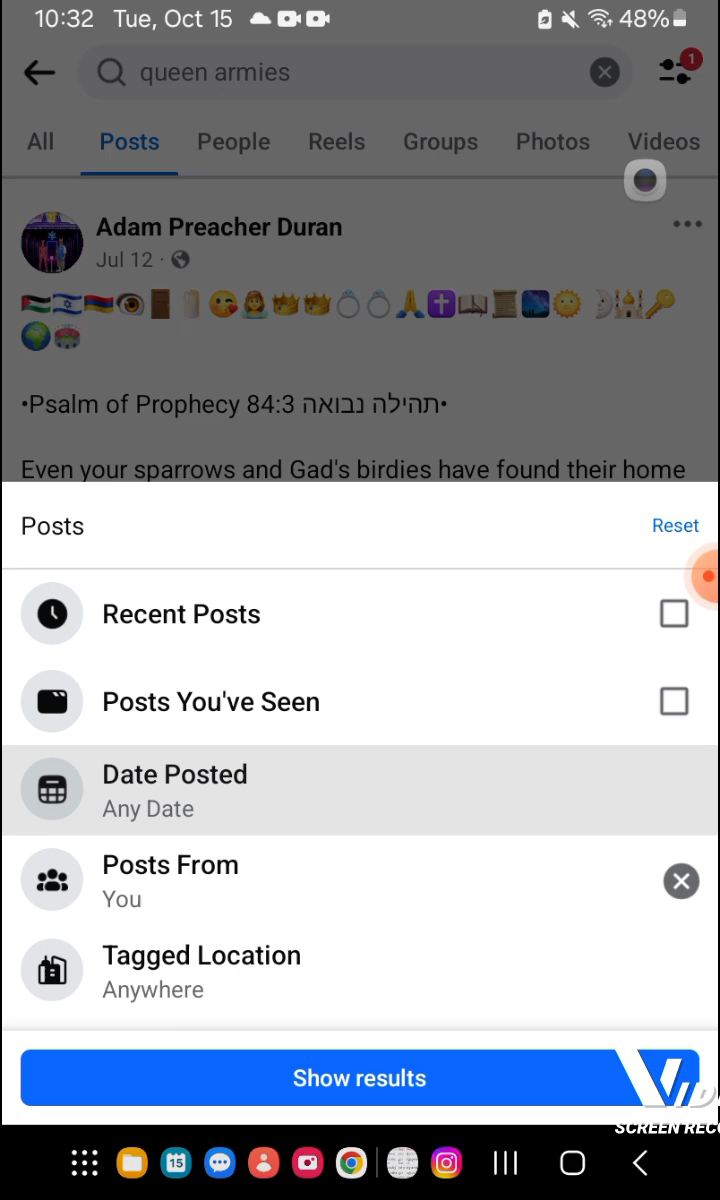 10:32 Tue, Oct 15 48%
queen armies
1
All Posts People Reels Groups Photos Videos
Adam Preacher Duran
Jul 12 ·
•Psalm of Prophecy 84:3 תהילה נבואה•
Even your sparrows and Gad's birdies have found their home
Posts Reset
Recent Posts
Posts You've Seen
Date Posted
Any Date
Posts From
You
Tagged Location
Anywhere
Show results
SCREEN RECO
15